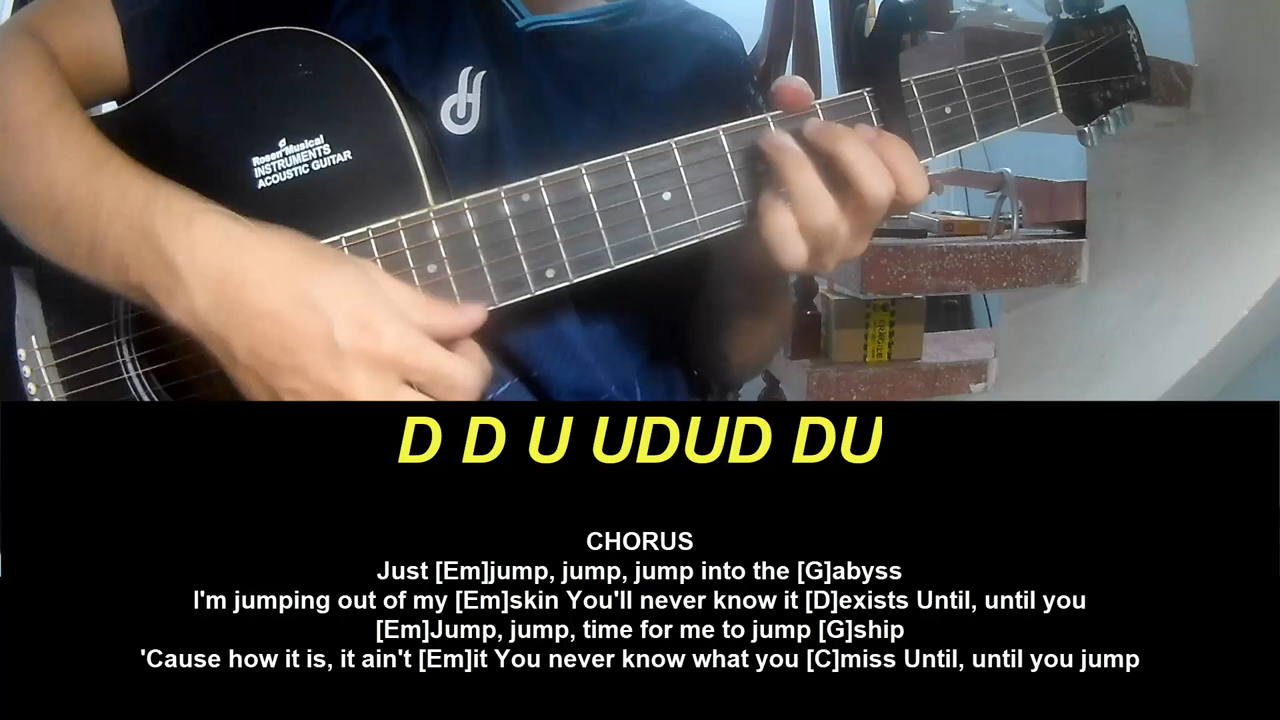 Rosen Musical
INSTRUMENTS
ACOUSTIC GUITAR
D D U UDUD DU
CHORUS
Just [Em]jump, jump, jump into the [G]abyss
I'm jumping out of my [Em]skin You'll never know it [D]exists Until, until you
[Em]Jump, jump, time for me to jump [G]ship
'Cause how it is, it ain't [Em]it You never know what you [C]miss Until, until you jump